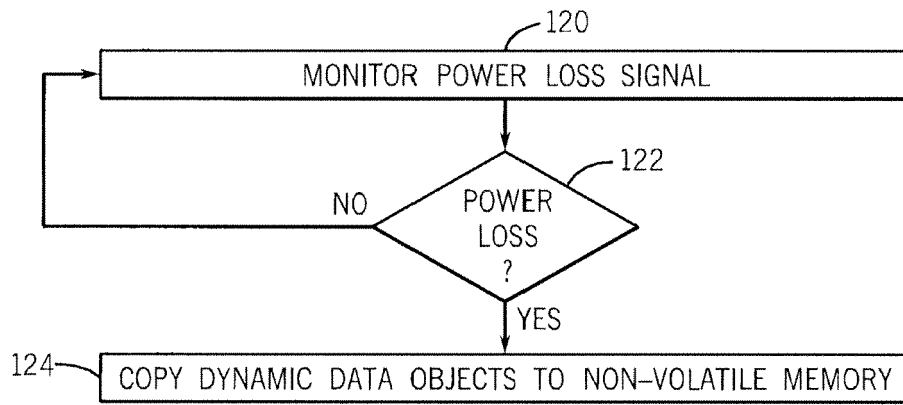 120
MONITOR POWER LOSS SIGNAL
122
NO
POWER
LOSS
?
YES
124
COPY DYNAMIC DATA OBJECTS TO NON–VOLATILE MEMORY